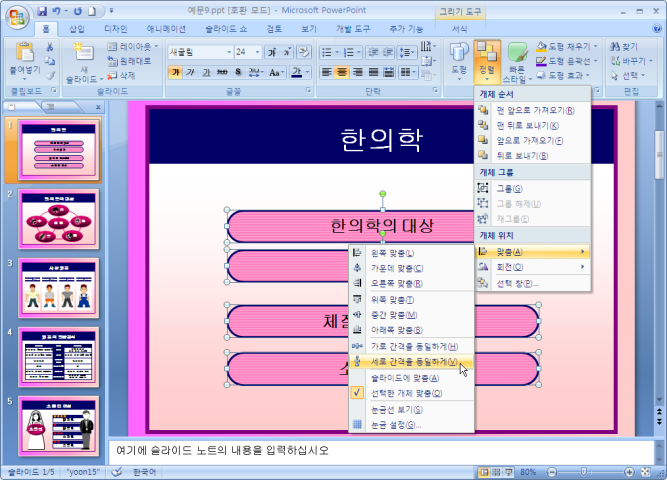 예문9.ppt [호환 모드] - Microsoft PowerPoint
그리기 도구
홈 삽입 디자인 애니메이션 슬라이드 쇼 검토 보기 개발 도구 추가 기능 서식
붙여넣기
새 슬라이드
레이아웃
원래대로
삭제
새굴림 24
가 가 가
도형
정렬
빠른 스타일
도형 채우기
도형 윤곽선
도형 효과
찾기
바꾸기
선택
클립보드 슬라이드 글꼴 단락 편집
개체 순서
맨 앞으로 가져오기(R)
맨 뒤로 보내기(K)
앞으로 가져오기(F)
뒤로 보내기(B)
개체 그룹
그룹(G)
그룹 해제(U)
재그룹(E)
개체 위치
맞춤(A)
회전(O)
선택 창(P)...
왼쪽 맞춤(L)
가운데 맞춤(C)
오른쪽 맞춤(R)
위쪽 맞춤(T)
중간 맞춤(M)
아래쪽 맞춤(B)
가로 간격을 동일하게(H)
세로 간격을 동일하게(V)
슬라이드에 맞춤(A)
선택한 개체 맞춤(O)
눈금선 보기(S)
눈금 설정(G)...
한의학
한의학의 대상
체
소
1
2
3
4
5
여기에 슬라이드 노트의 내용을 입력하십시오
슬라이드 1/5 "yoon15" 한국어 80%